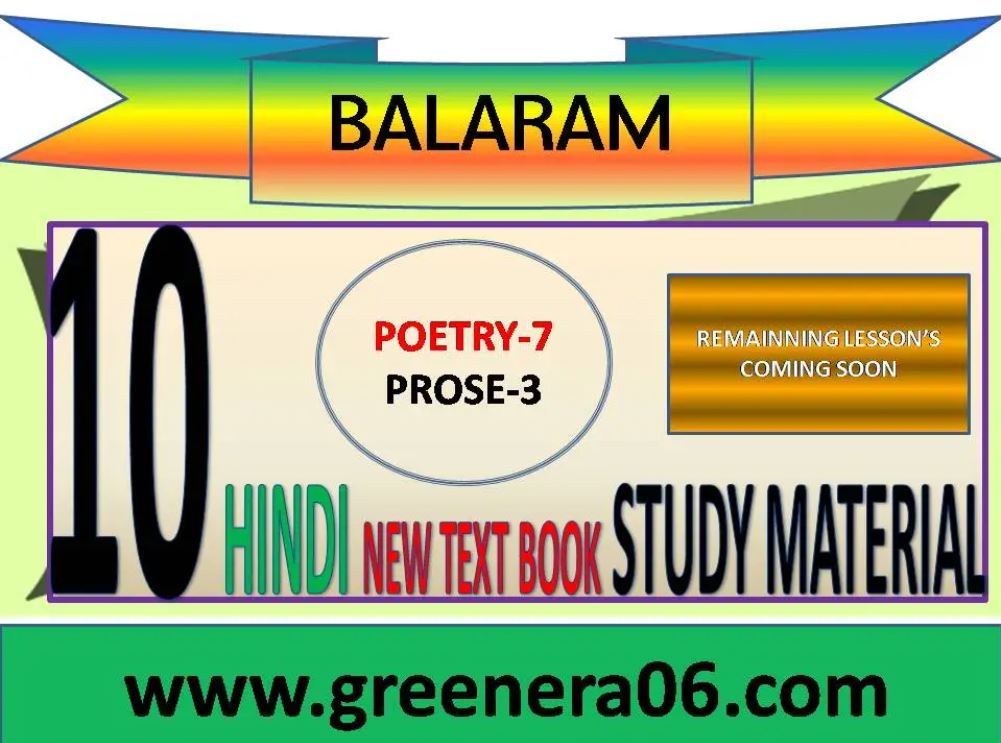 BALARAM
10
POETRY-7
PROSE-3
REMAINNING LESSON'S
COMING SOON
HINDI NEW TEXT BOOK STUDY MATERIAL
www.greenera06.com